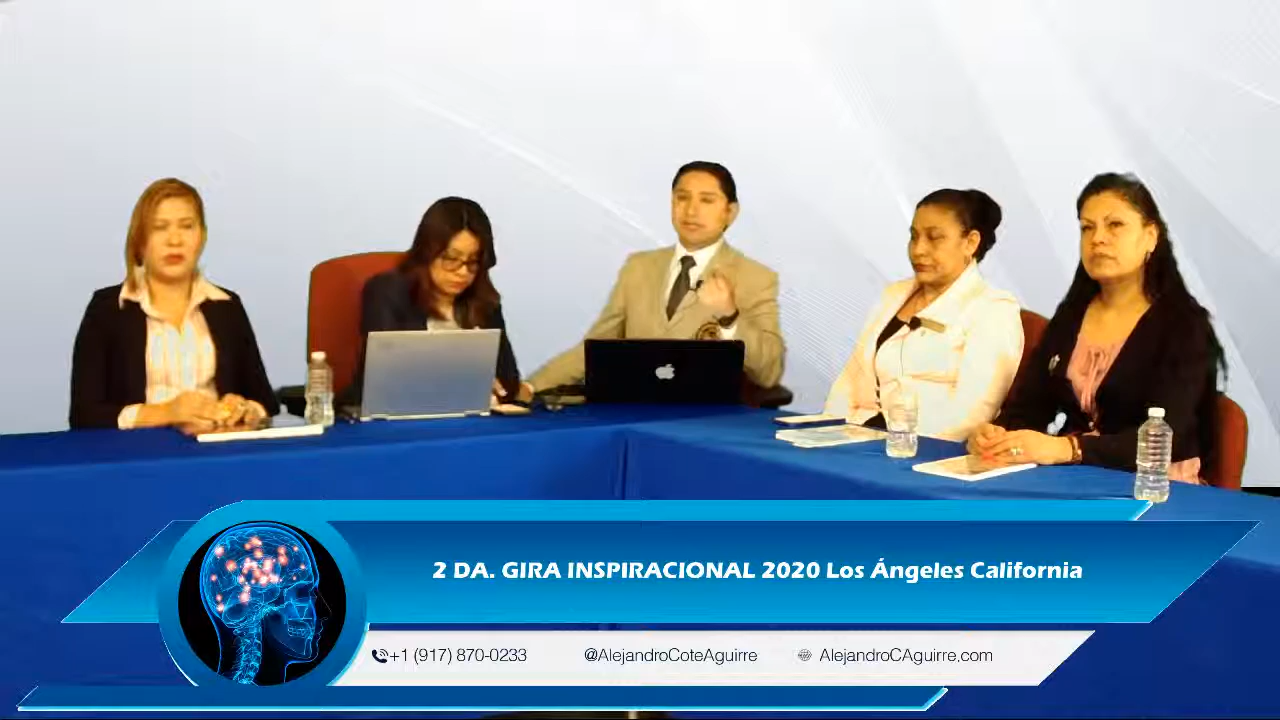 2 DA. GIRA INSPIRACIONAL 2020 Los Ángeles California
+1 (917) 870-0233 @AlejandroCoteAguirre AlejandroCAguirre.com